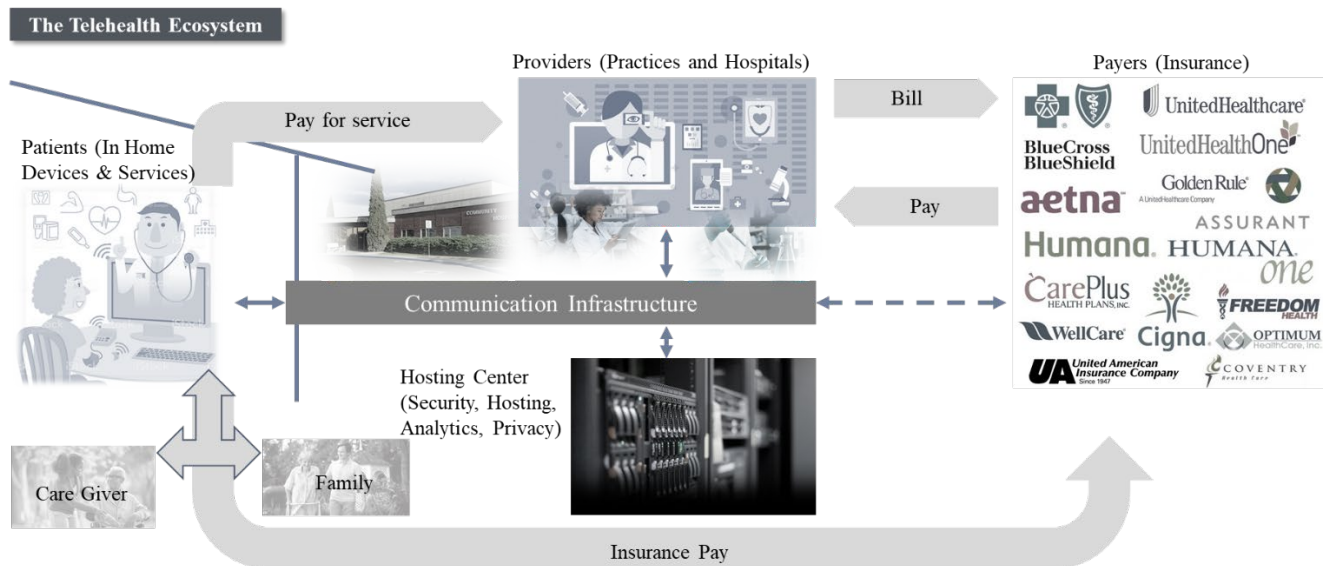 The Telehealth Ecosystem
Providers (Practices and Hospitals)
Payers (Insurance)
Pay for service
Bill
Pay
Patients (In Home
Devices & Services)
COMMUNITY
Communication Infrastructure
Hosting Center
(Security, Hosting,
Analytics, Privacy)
Care Giver
Family
Insurance Pay
BlueCross
BlueShield
UnitedHealthcare®
UnitedHealthOne
aetna™
Golden Rule®
A UnitedHealthcare Company
ASSURANT
Humana®
HUMANA®
one
CarePlus
HEALTH PLANS, INC.
FREEDOM
HEALTH
WellCare®
Cigna®
OPTIMUM
HealthCare, Inc.
UA United American
Insurance Company
Since 1947
COVENTRY
Health Care